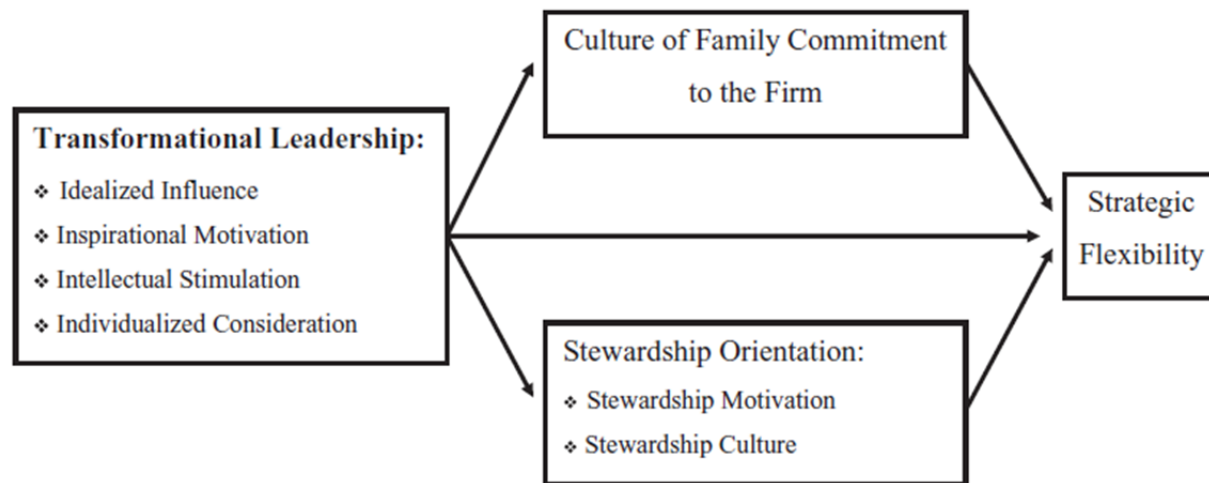 Culture of Family Commitment
to the Firm
Transformational Leadership:
❖ Idealized Influence
❖ Inspirational Motivation
❖ Intellectual Stimulation
❖ Individualized Consideration
Strategic
Flexibility
Stewardship Orientation:
❖ Stewardship Motivation
❖ Stewardship Culture